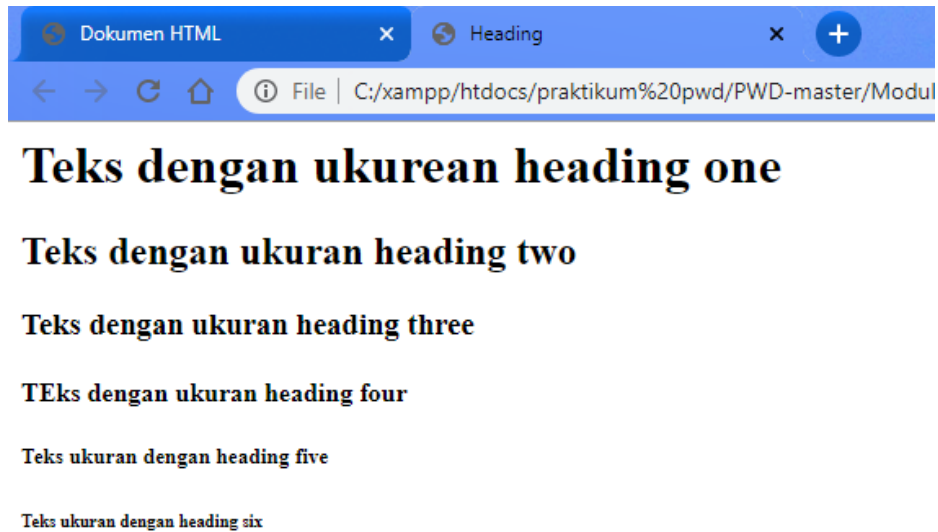 Dokumen HTML
Heading
File C:/xampp/htdocs/praktikum%20pwd/PWD-master/Modul
Teks dengan ukurean heading one
Teks dengan ukuran heading two
Teks dengan ukuran heading three
TEks dengan ukuran heading four
Teks ukuran dengan heading five
Teks ukuran dengan heading six